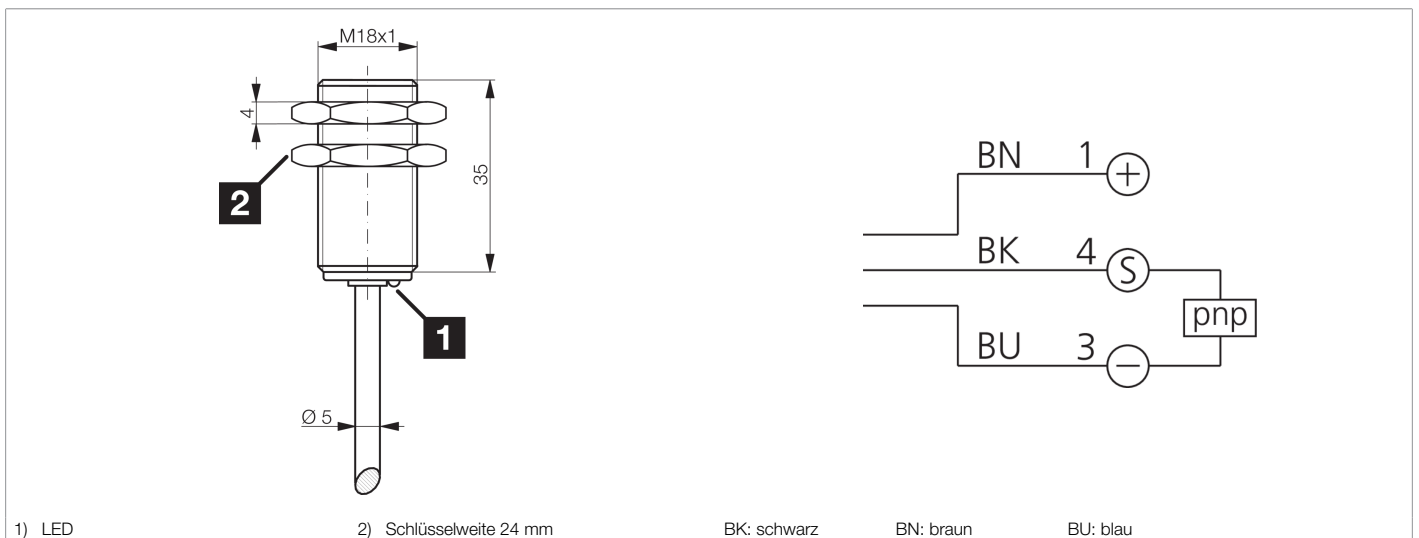 M18x1
4
35
2
1
Ø 5
BN 1 +
BK 4 S
pnp
BU 3 −
1) LED 2) Schlüsselweite 24 mm BK: schwarz BN: braun BU: blau